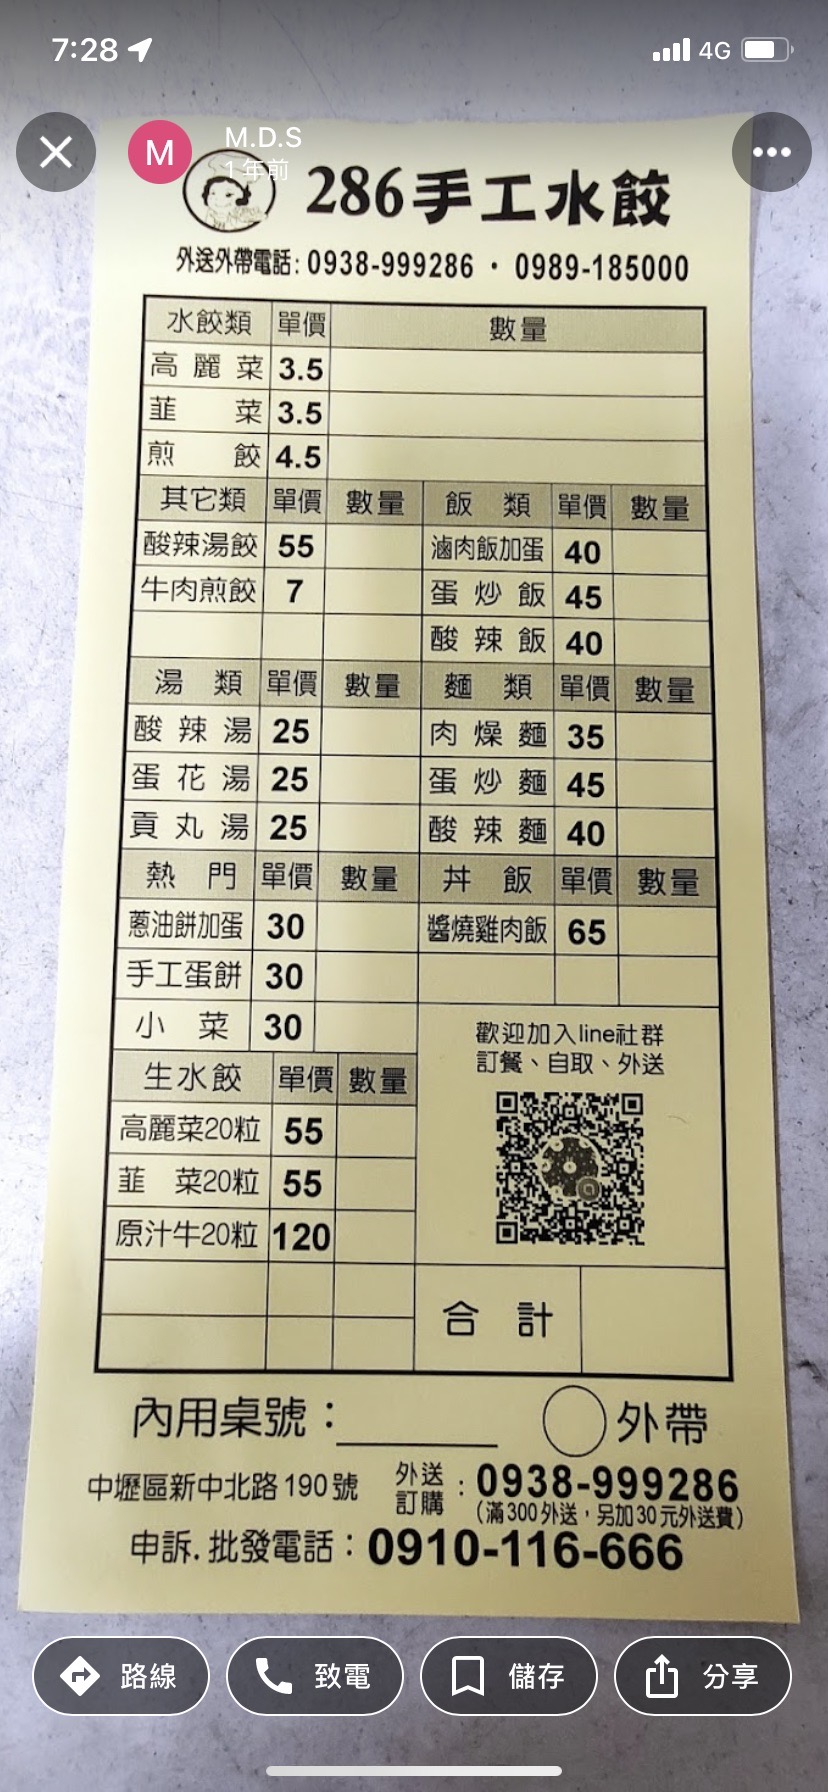 7:28
4G
M
M.D.S
1 年前
286手工水餃
外送外帶電話:0938-999286・0989-185000
水餃類 單價 數量
高麗菜 3.5
韮菜 3.5
煎餃 4.5
其它類 單價 數量 飯類 單價 數量
酸辣湯餃 55 滷肉飯加蛋 40
牛肉煎餃 7 蛋炒飯 45
酸辣飯 40
湯類 單價 數量 麵類 單價 數量
酸辣湯 25 肉燥麵 35
蛋花湯 25 蛋炒麵 45
貢丸湯 25 酸辣麵 40
熱門 單價 數量 丼飯 單價 數量
蔥油餅加蛋 30 醬燒雞肉飯 65
手工蛋餅 30
小菜 30
歡迎加入line社群
訂餐、自取、外送
生水餃 單價 數量
高麗菜20粒 55
韮菜20粒 55
原汁牛20粒 120
合計
內用桌號:
外帶
中壢區新中北路190號 外送訂購:0938-999286
(滿300外送,另加30元外送費)
申訴.批發電話:0910-116-666
路線 致電 儲存 分享